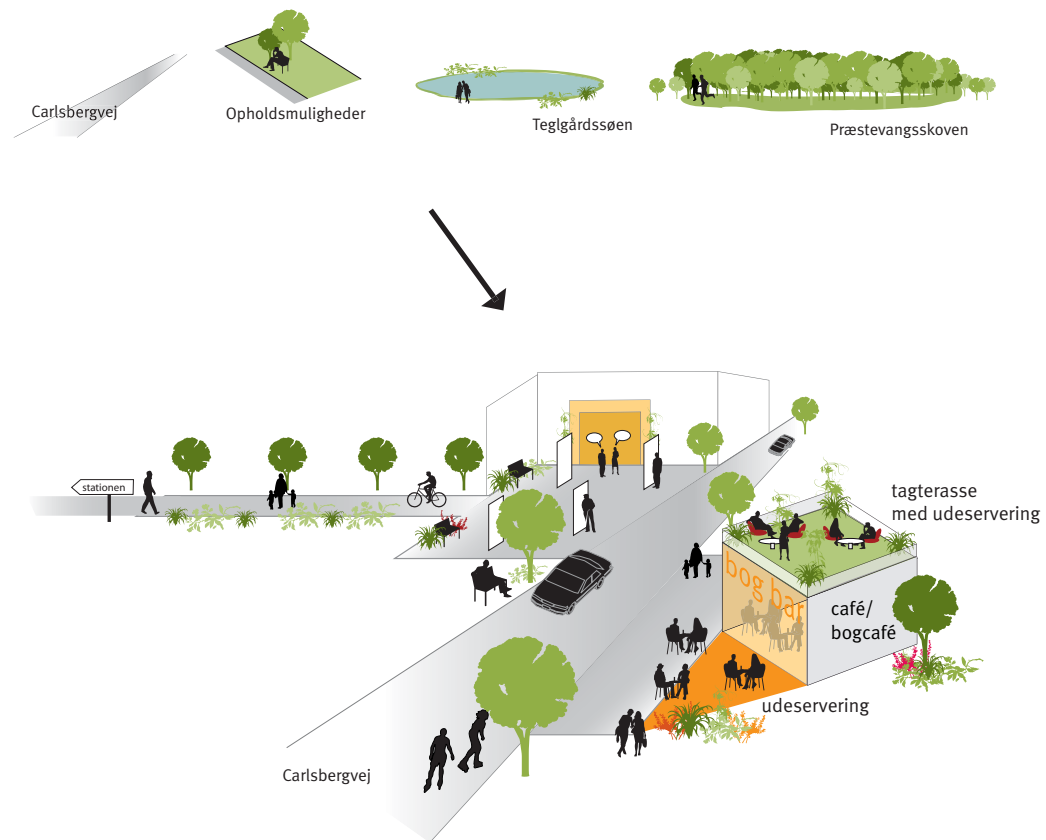 Carlsbergvej
Opholdsmuligheder
Teglgårdssøen
Præstevangsskoven
stationen
tagterasse
med udeservering
bog bar
café/
bogcafé
udeservering
Carlsbergvej